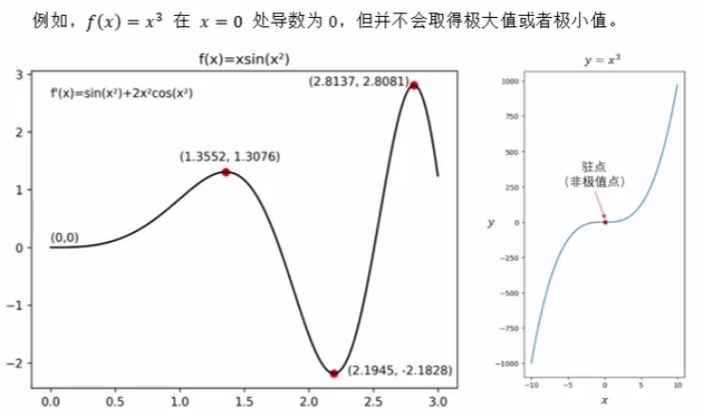 例如，f(x) = x³ 在 x = 0 处导数为 0，但并不会取得极大值或者极小值。
f(x)=xsin(x²)
f'(x)=sin(x²)+2x²cos(x²)
(2.8137, 2.8081)
(1.3552, 1.3076)
(0,0)
(2.1945, -2.1828)
3
2
1
0
−1
−2
0.0 0.5 1.0 1.5 2.0 2.5 3.0
y = x³
驻点
（非极值点）
y
1000
750
500
250
0
−250
−500
−750
−1000
−10 −5 0 5 10
x